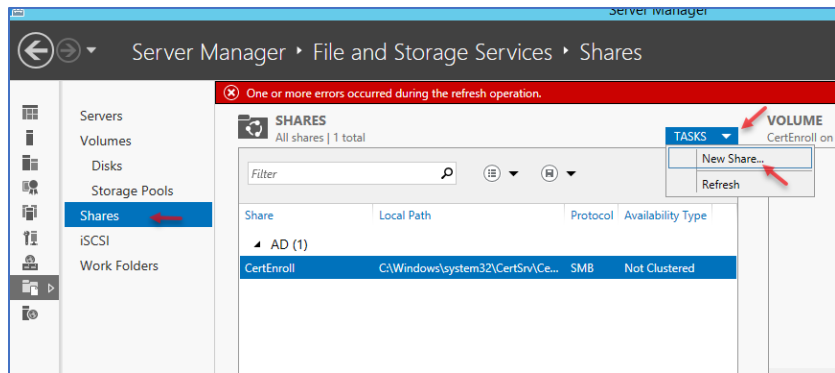 Server Manager
Server Manager ‣ File and Storage Services ‣ Shares
One or more errors occurred during the refresh operation.
Servers
Volumes
Disks
Storage Pools
Shares
iSCSI
Work Folders
SHARES
All shares | 1 total
TASKS
New Share...
Refresh
Filter
Share Local Path Protocol Availability Type
AD (1)
CertEnroll C:\Windows\system32\CertSrv\Ce... SMB Not Clustered
VOLUME
CertEnroll on